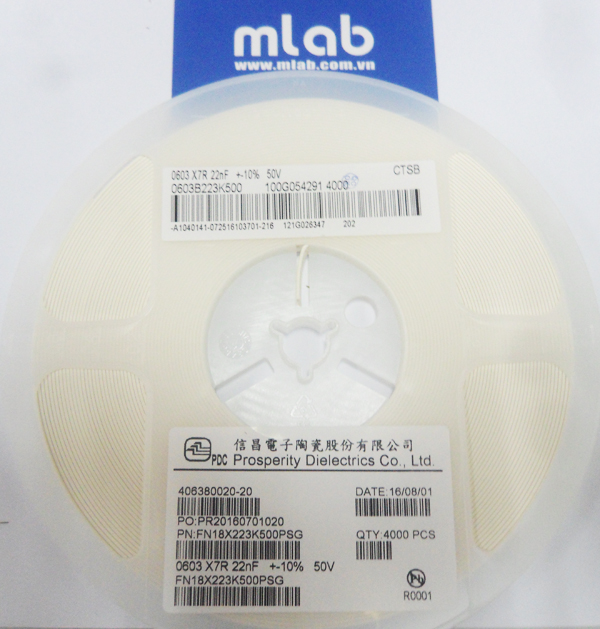 mlab
www.mlab.com.vn
0603 X7R 22nF +-10% 50V CTSB
0603B223K500 100G054291 4000
-A1040141-072516103701-216 121G026347 202
信昌電子陶瓷股份有限公司
PDC Prosperity Dielectrics Co., Ltd.
406380020-20 DATE:16/08/01
PO:PR20160701020
PN:FN18X223K500PSG QTY:4000 PCS
0603 X7R 22nF +-10% 50V
FN18X223K500PSG R0001